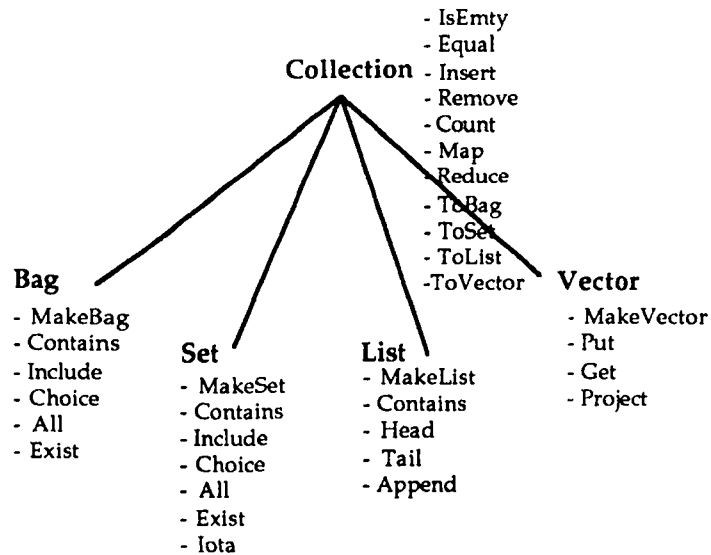 Collection
- IsEmty
- Equal
- Insert
- Remove
- Count
- Map
- Reduce
- ToBag
- ToSet
- ToList
-ToVector
Bag
- MakeBag
- Contains
- Include
- Choice
- All
- Exist
Set
- MakeSet
- Contains
- Include
- Choice
- All
- Exist
- Iota
List
- MakeList
- Contains
- Head
- Tail
- Append
Vector
- MakeVector
- Put
- Get
- Project